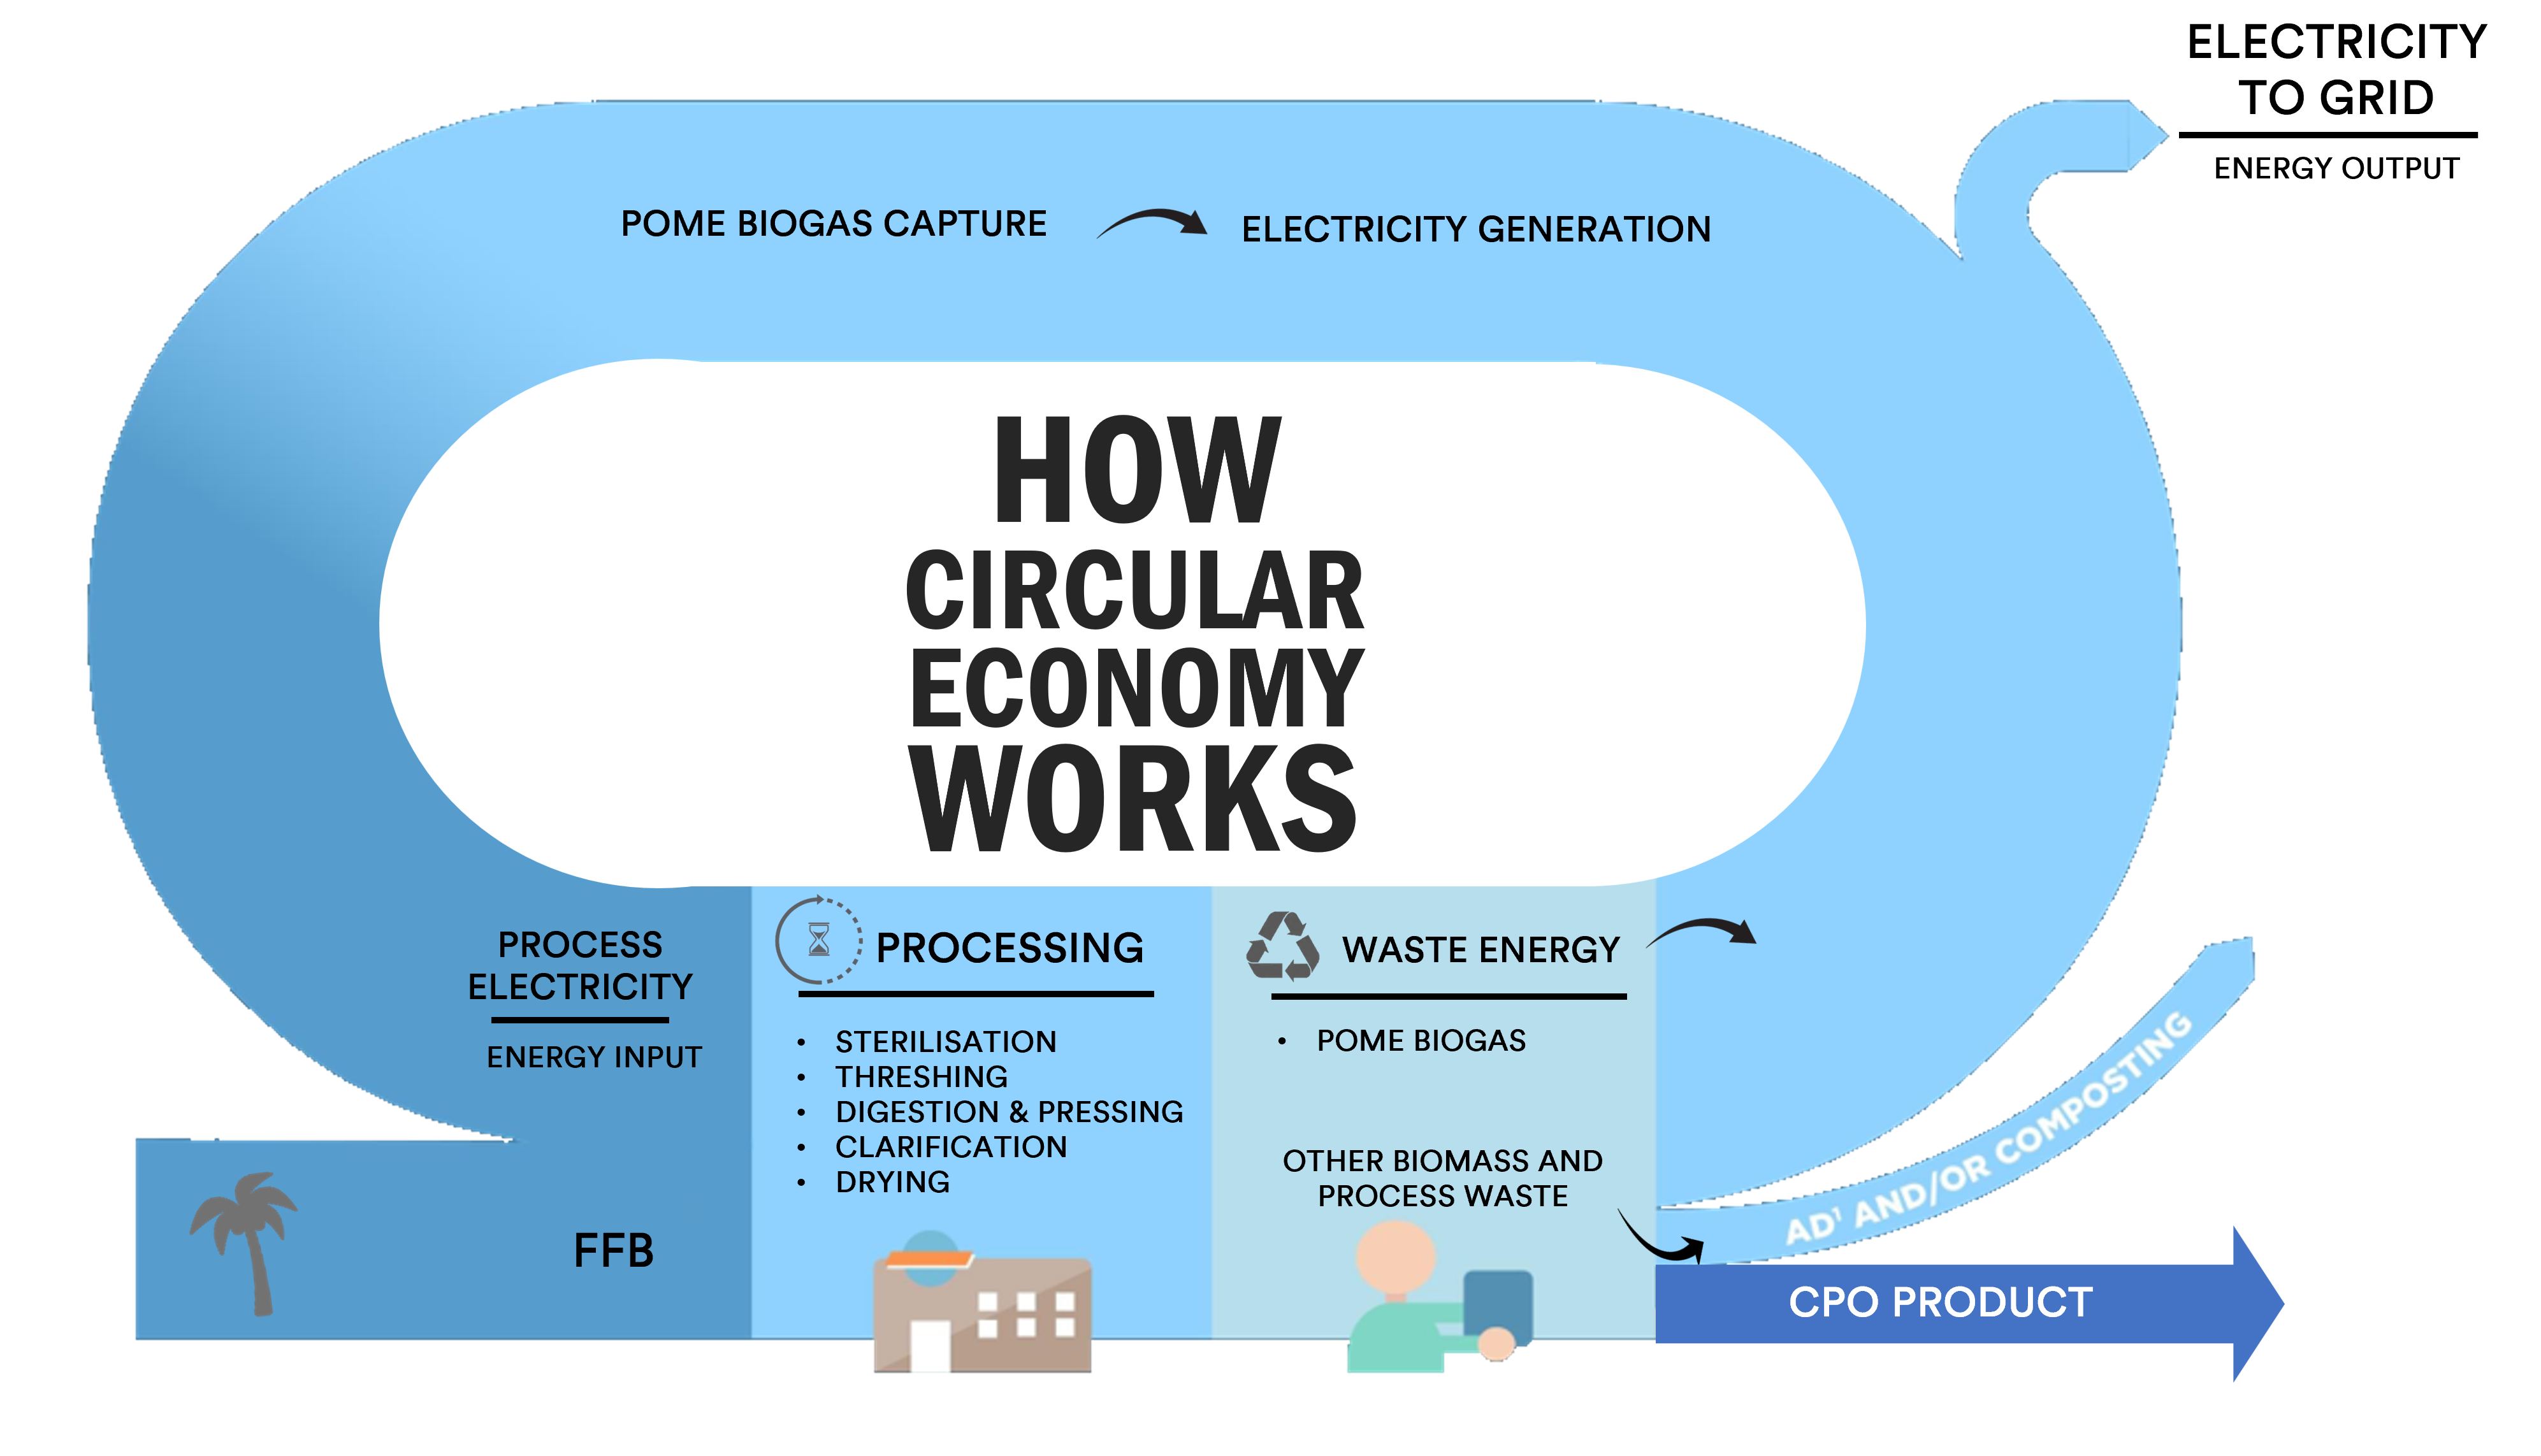 ELECTRICITY
TO GRID
ENERGY OUTPUT
POME BIOGAS CAPTURE
ELECTRICITY GENERATION
HOW
CIRCULAR
ECONOMY
WORKS
PROCESS
ELECTRICITY
ENERGY INPUT
FFB
PROCESSING
• STERILISATION
• THRESHING
• DIGESTION & PRESSING
• CLARIFICATION
• DRYING
WASTE ENERGY
• POME BIOGAS
OTHER BIOMASS AND
PROCESS WASTE
AD¹ AND/OR COMPOSTING
CPO PRODUCT